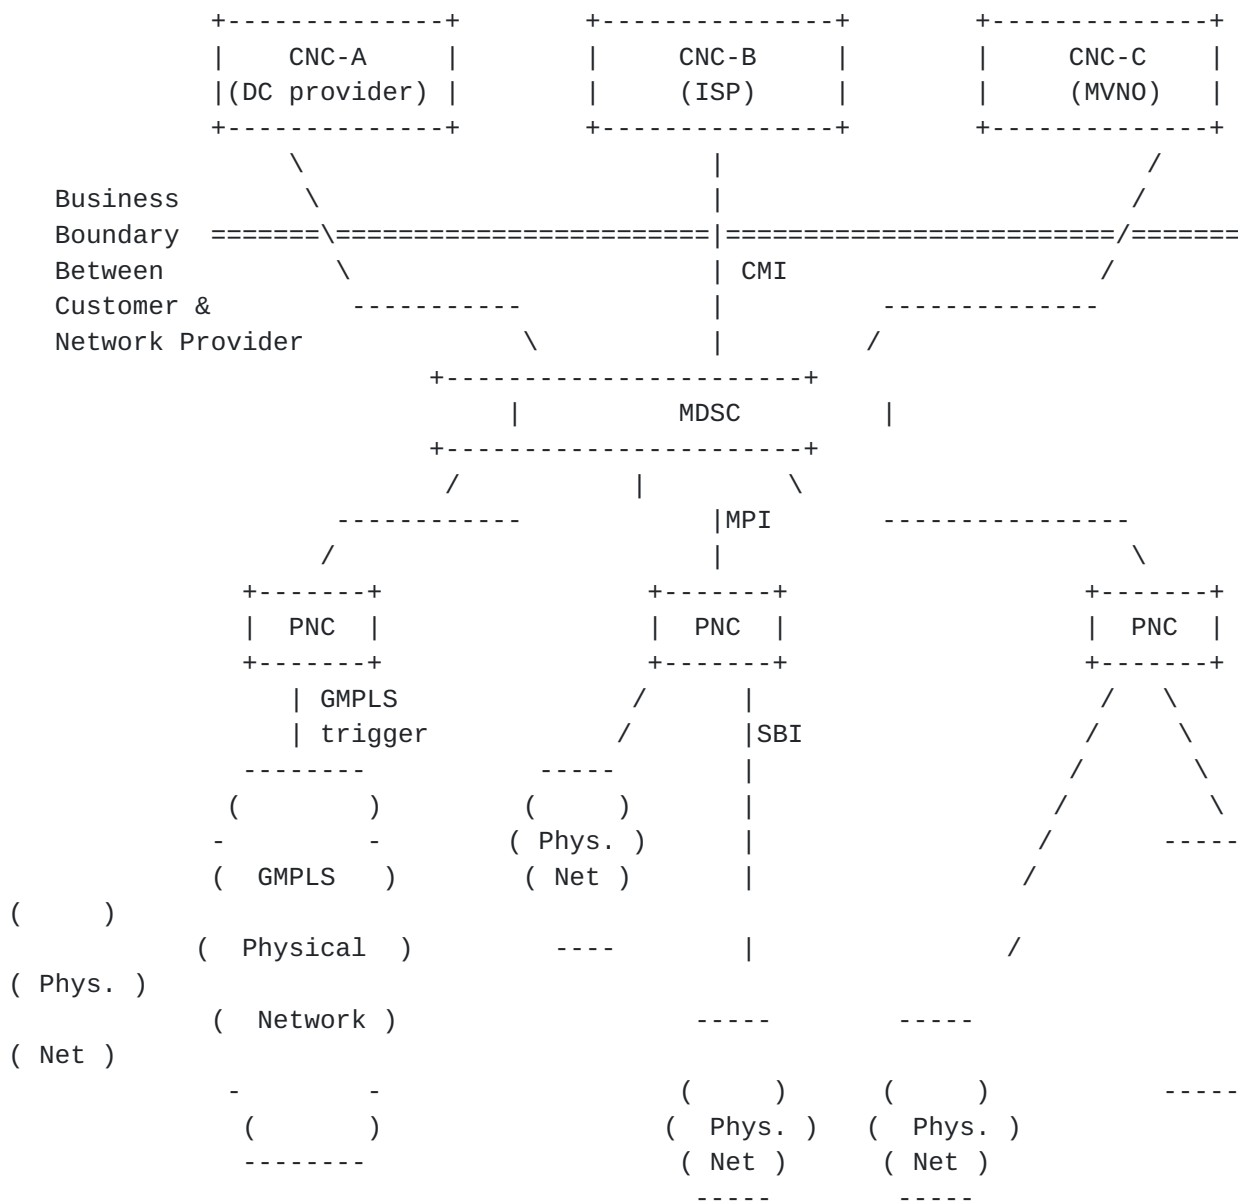 +--------------+ +---------------+ +--------------+
| CNC-A | | CNC-B | | CNC-C |
|(DC provider) | | (ISP) | | (MVNO) |
+--------------+ +---------------+ +--------------+
\ | /
Business \ | /
Boundary =======\========================|=========================/=======
Between \ | CMI /
Customer & ----------- | --------------
Network Provider \ | /
+-----------------------+
| MDSC |
+-----------------------+
/ | \
------------ |MPI ----------------
/ | \
+-------+ +-------+ +-------+
| PNC | | PNC | | PNC |
+-------+ +-------+ +-------+
| GMPLS / | / \
| trigger / |SBI / \
-------- ----- | / \
( ) ( ) | / \
- - ( Phys. ) | / -----
( GMPLS ) ( Net ) | /
( )
( Physical ) ---- | /
( Phys. )
( Network ) ----- -----
( Net )
- - ( ) ( ) -----
( ) ( Phys. ) ( Phys. )
-------- ( Net ) ( Net )
----- -----